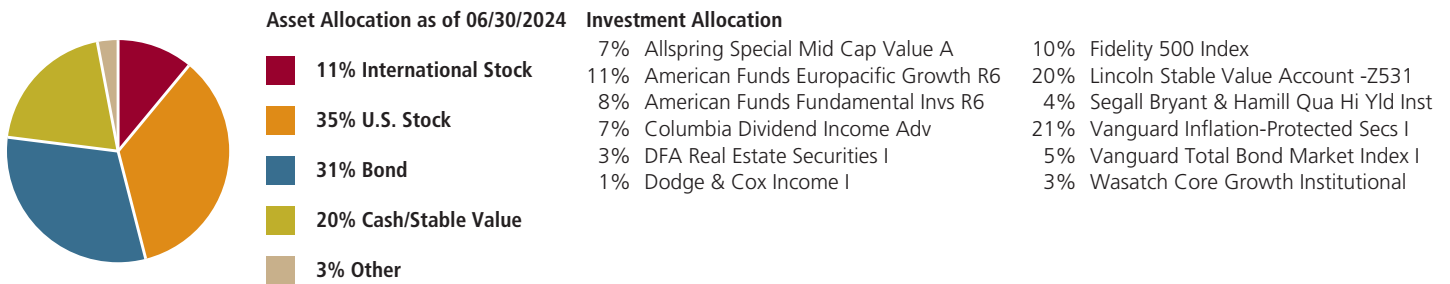 Asset Allocation as of 06/30/2024
11% International Stock
35% U.S. Stock
31% Bond
20% Cash/Stable Value
3% Other
Investment Allocation
7% Allspring Special Mid Cap Value A
11% American Funds Europacific Growth R6
8% American Funds Fundamental Invs R6
7% Columbia Dividend Income Adv
3% DFA Real Estate Securities I
1% Dodge & Cox Income I
10% Fidelity 500 Index
20% Lincoln Stable Value Account -Z531
4% Segall Bryant & Hamill Qua Hi Yld Inst
21% Vanguard Inflation-Protected Secs I
5% Vanguard Total Bond Market Index I
3% Wasatch Core Growth Institutional